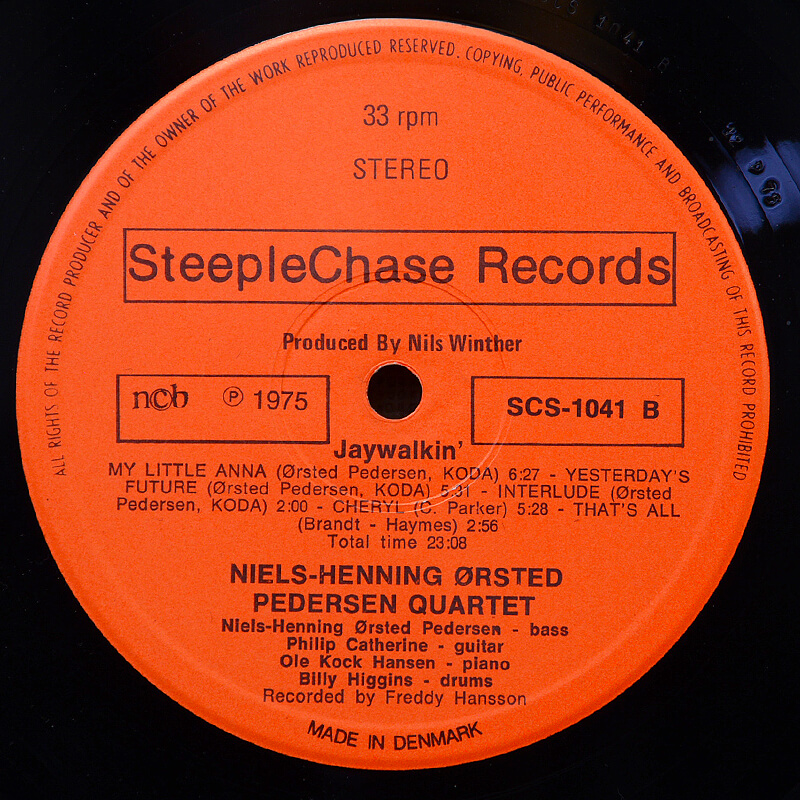 ALL RIGHTS OF THE RECORD PRODUCER AND OF THE OWNER OF THE WORK REPRODUCED RESERVED. COPYING, PUBLIC PERFORMANCE AND BROADCASTING OF THIS RECORD PROHIBITED
33 rpm
STEREO
SteepleChase Records
Produced By Nils Winther
ncb ℗ 1975
SCS-1041 B
Jaywalkin'
MY LITTLE ANNA (Ørsted Pedersen, KODA) 6:27 - YESTERDAY'S
FUTURE (Ørsted Pedersen, KODA) 5:31 - INTERLUDE (Ørsted
Pedersen, KODA) 2:00 - CHERYL (C. Parker) 5:28 - THAT'S ALL
(Brandt - Haymes) 2:56
Total time 23:08
NIELS-HENNING ØRSTED
PEDERSEN QUARTET
Niels-Henning Ørsted Pedersen - bass
Philip Catherine - guitar
Ole Kock Hansen - piano
Billy Higgins - drums
Recorded by Freddy Hansson
MADE IN DENMARK